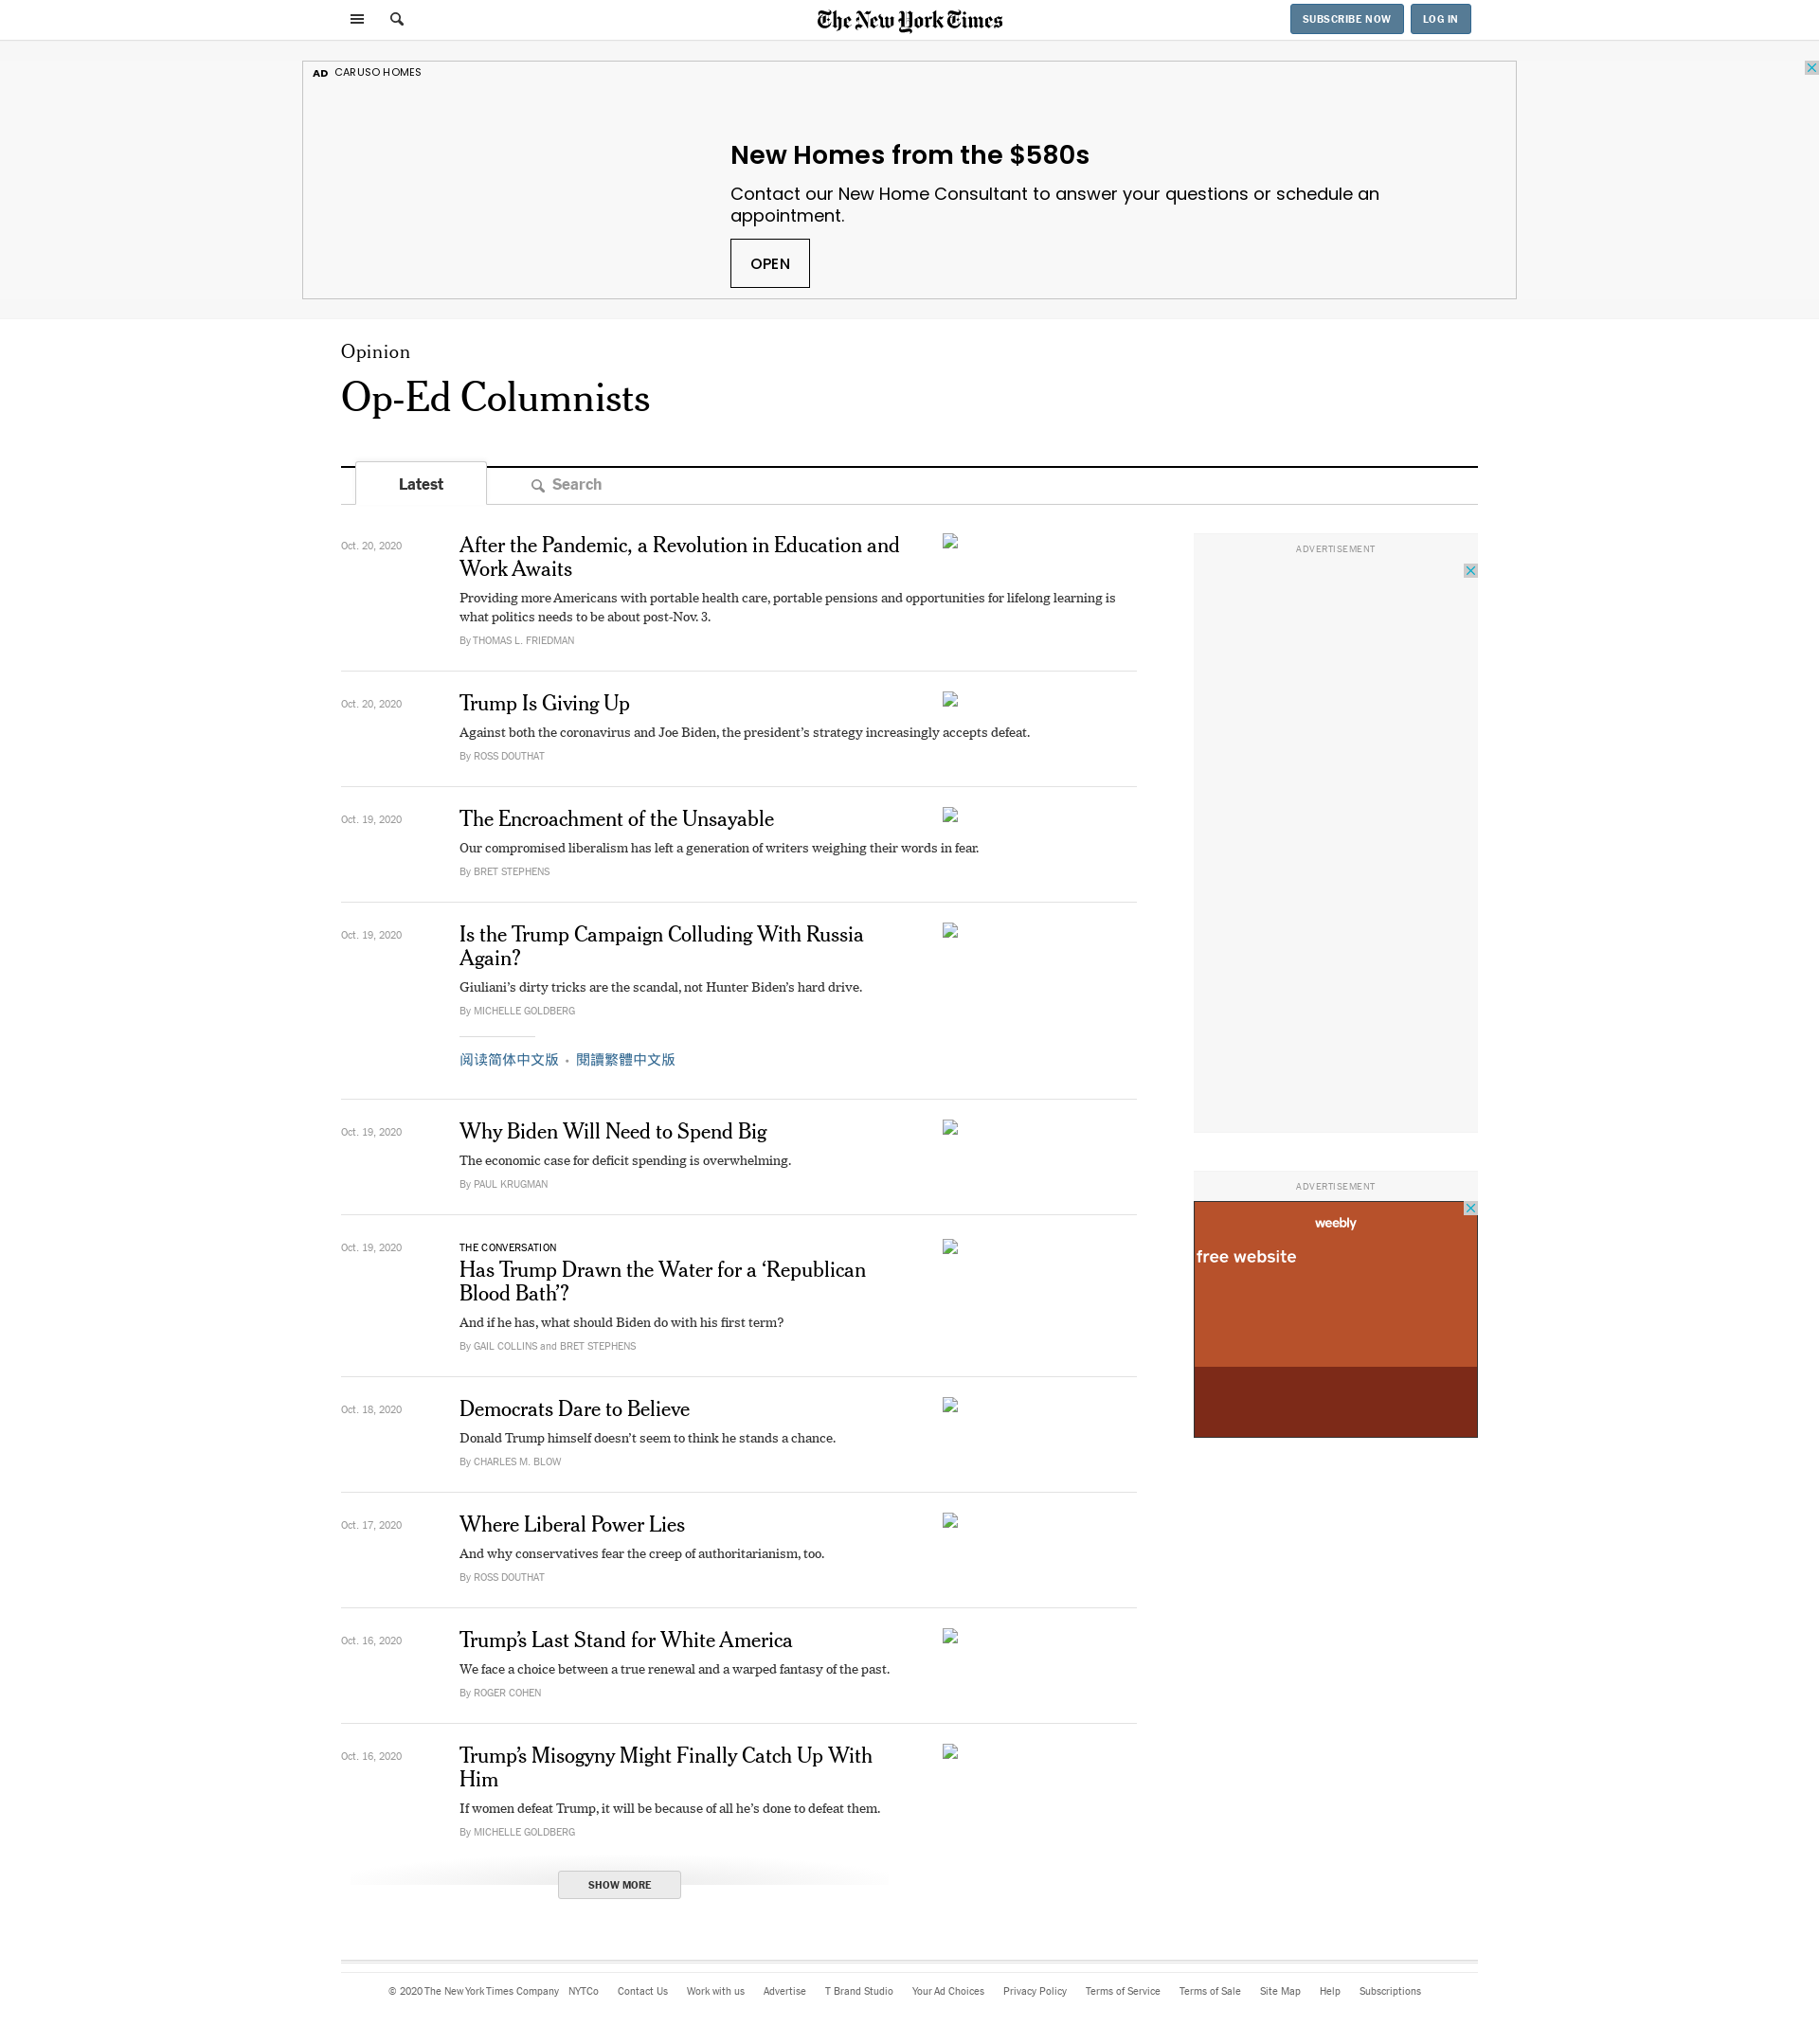 The New York Times
SUBSCRIBE NOW
LOG IN
AD CARUSO HOMES
New Homes from the $580s
Contact our New Home Consultant to answer your questions or schedule an
appointment.
OPEN
Opinion
Op-Ed Columnists
Latest
Search
Oct. 20, 2020
After the Pandemic, a Revolution in Education and
Work Awaits
Providing more Americans with portable health care, portable pensions and opportunities for lifelong learning is
what politics needs to be about post-Nov. 3.
By THOMAS L. FRIEDMAN
Oct. 20, 2020
Trump Is Giving Up
Against both the coronavirus and Joe Biden, the president’s strategy increasingly accepts defeat.
By ROSS DOUTHAT
Oct. 19, 2020
The Encroachment of the Unsayable
Our compromised liberalism has left a generation of writers weighing their words in fear.
By BRET STEPHENS
Oct. 19, 2020
Is the Trump Campaign Colluding With Russia
Again?
Giuliani’s dirty tricks are the scandal, not Hunter Biden’s hard drive.
By MICHELLE GOLDBERG
阅读简体中文版 • 閱讀繁體中文版
Oct. 19, 2020
Why Biden Will Need to Spend Big
The economic case for deficit spending is overwhelming.
By PAUL KRUGMAN
Oct. 19, 2020
THE CONVERSATION
Has Trump Drawn the Water for a ‘Republican
Blood Bath’?
And if he has, what should Biden do with his first term?
By GAIL COLLINS and BRET STEPHENS
Oct. 18, 2020
Democrats Dare to Believe
Donald Trump himself doesn’t seem to think he stands a chance.
By CHARLES M. BLOW
Oct. 17, 2020
Where Liberal Power Lies
And why conservatives fear the creep of authoritarianism, too.
By ROSS DOUTHAT
Oct. 16, 2020
Trump’s Last Stand for White America
We face a choice between a true renewal and a warped fantasy of the past.
By ROGER COHEN
Oct. 16, 2020
Trump’s Misogyny Might Finally Catch Up With
Him
If women defeat Trump, it will be because of all he’s done to defeat them.
By MICHELLE GOLDBERG
SHOW MORE
ADVERTISEMENT
ADVERTISEMENT
weebly
free website
© 2020 The New York Times Company NYTCo Contact Us Work with us Advertise T Brand Studio Your Ad Choices Privacy Policy Terms of Service Terms of Sale Site Map Help Subscriptions